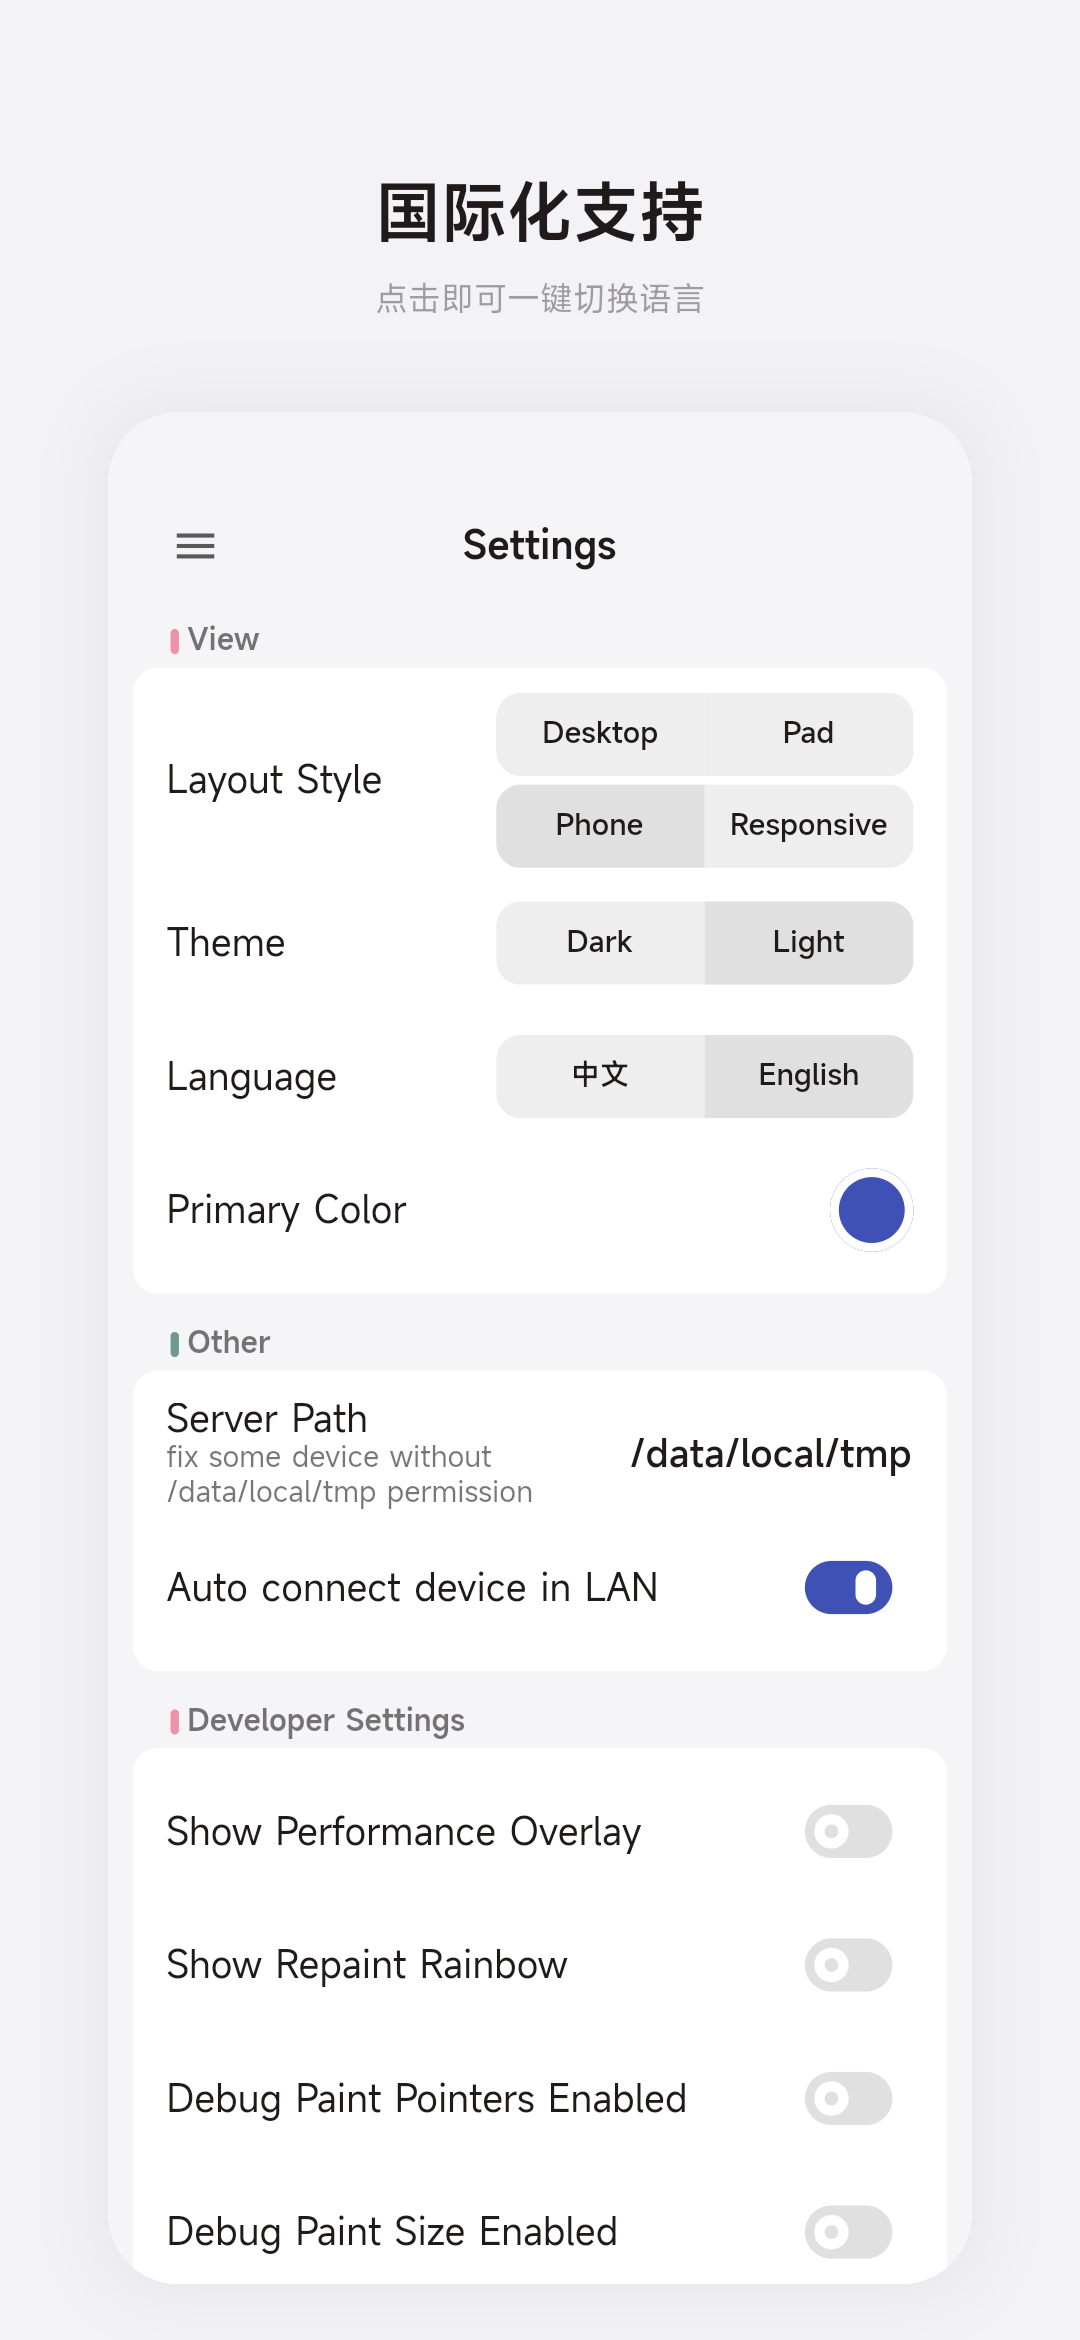 国际化支持
点击即可一键切换语言
Settings
View
Layout Style
Desktop
Pad
Phone
Responsive
Theme
Dark
Light
Language
中文
English
Primary Color
Other
Server Path
fix some device without
/data/local/tmp permission
/data/local/tmp
Auto connect device in LAN
Developer Settings
Show Performance Overlay
Show Repaint Rainbow
Debug Paint Pointers Enabled
Debug Paint Size Enabled